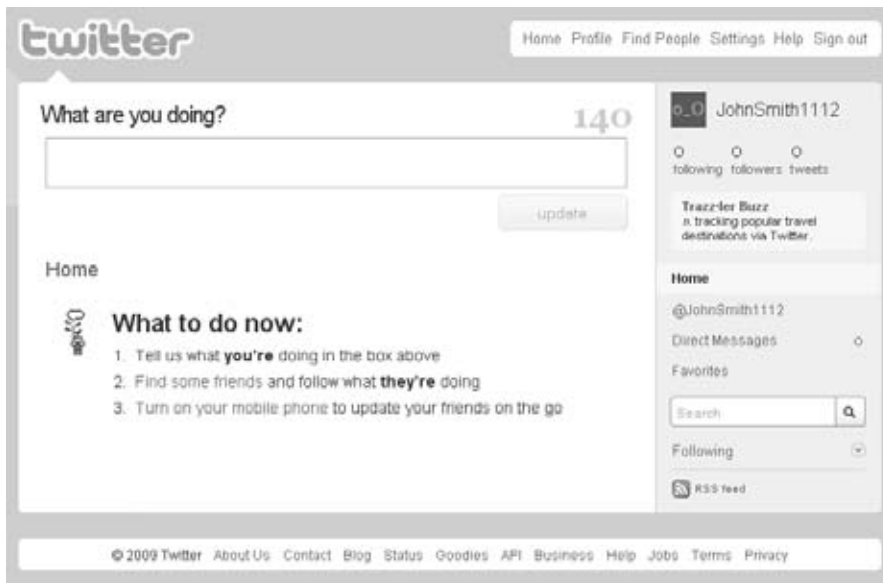 twitter
Home Profile Find People Settings Help Sign out
What are you doing?
140
update
Home
What to do now:
1. Tell us what you're doing in the box above
2. Find some friends and follow what they're doing
3. Turn on your mobile phone to update your friends on the go
o_O JohnSmith1112
0 0 0
following followers tweets
Trazzler Buzz
n. tracking popular travel
destinations via Twitter.
Home
@JohnSmith1112
Direct Messages 0
Favorites
Search
Following
RSS feed
© 2009 Twitter About Us Contact Blog Status Goodies API Business Help Jobs Terms Privacy